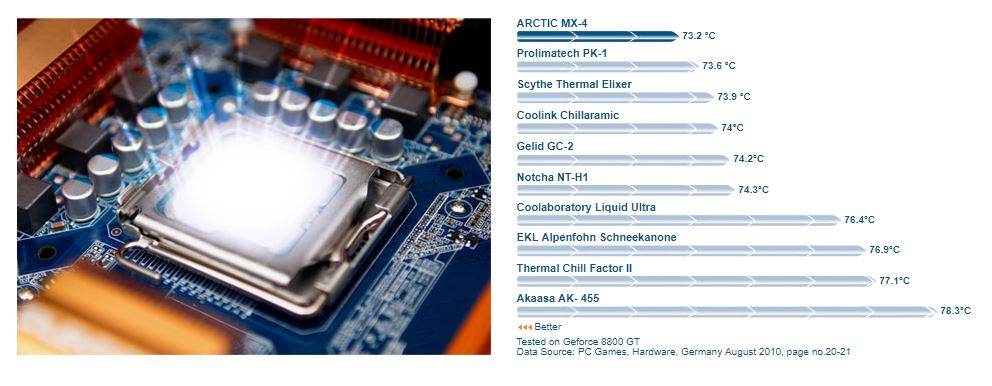 ARCTIC MX-4
73.2 °C
Prolimatech PK-1
73.6 °C
Scythe Thermal Elixer
73.9 °C
Coolink Chillaramic
74°C
Gelid GC-2
74.2°C
Notcha NT-H1
74.3°C
Coolaboratory Liquid Ultra
76.4°C
EKL Alpenfohn Schneekanone
76.9°C
Thermal Chill Factor II
77.1°C
Akaasa AK- 455
78.3°C
Better
Tested on Geforce 8800 GT
Data Source: PC Games, Hardware, Germany August 2010, page no.20-21